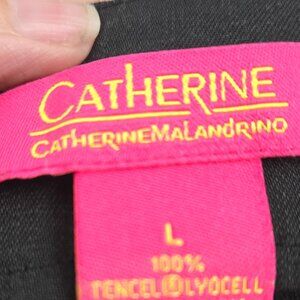 CATHERINE
CATHERINEMALANDRINO
L
100%
TENCEL®LYOCELL